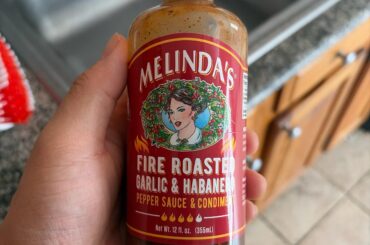 MELINDA'S
FIRE ROASTED
GARLIC & HABANERO
PEPPER SAUCE & CONDIMENT
Net Wt. 12 fl. oz. (355mL)